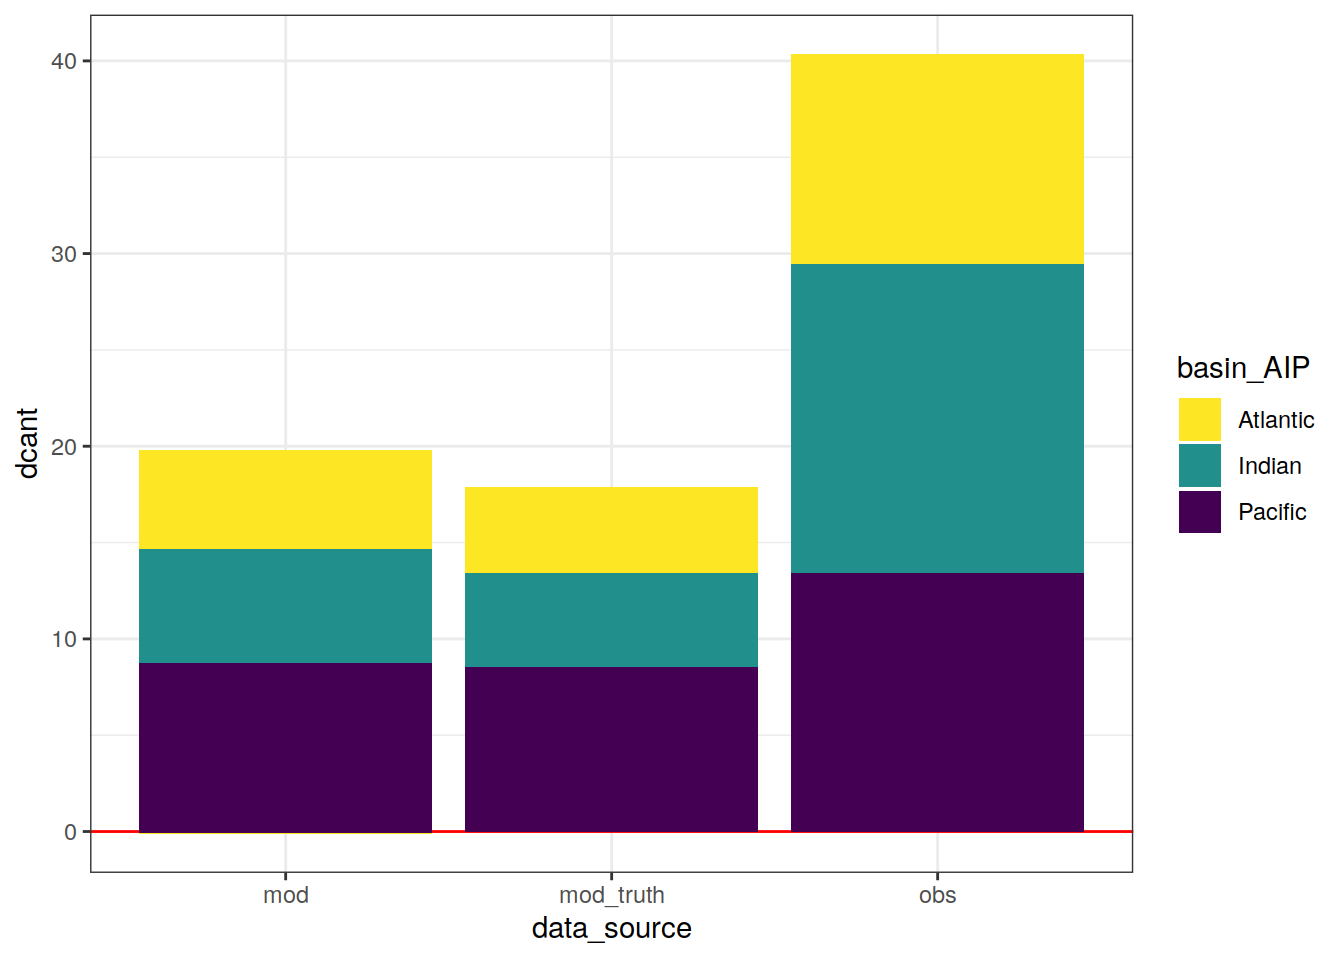 40
30
20
10
0
dcant
mod
mod_truth
obs
data_source
basin_AIP
Atlantic
Indian
Pacific